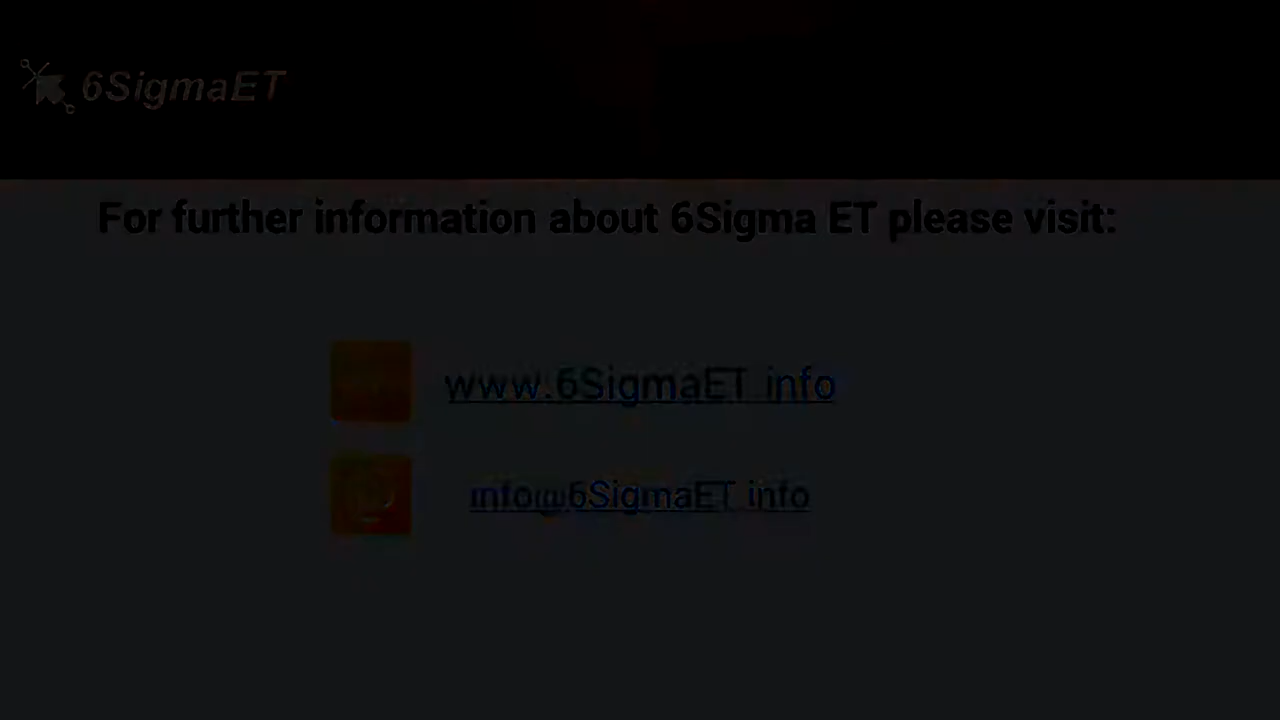 6SigmaET
For further information about 6Sigma ET please visit:
www.6SigmaET.info
info@6SigmaET.info